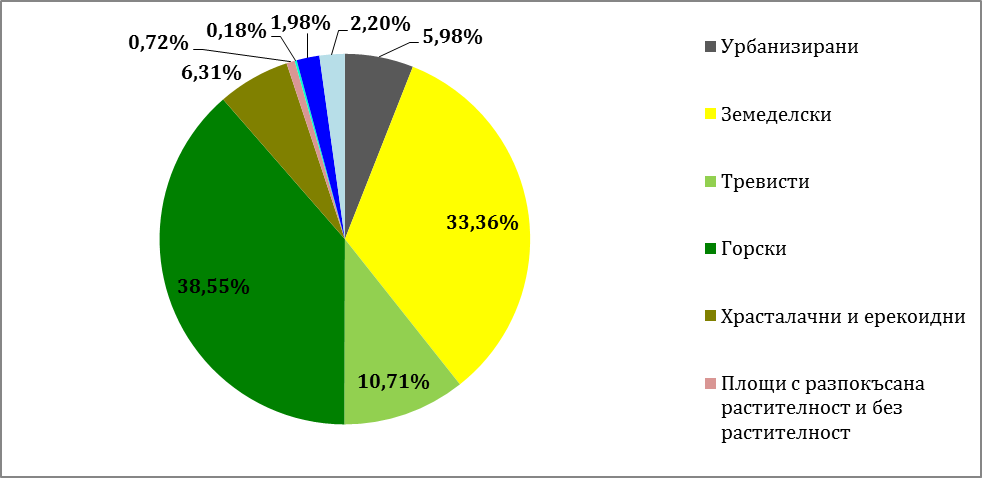 1,98%
2,20%
0,18%
5,98%
0,72%
6,31%
33,36%
38,55%
10,71%
Урбанизирани
Земеделски
Тревисти
Горски
Храсталачни и ерекоидни
Площи с разпокъсана
растителност и без
растителност